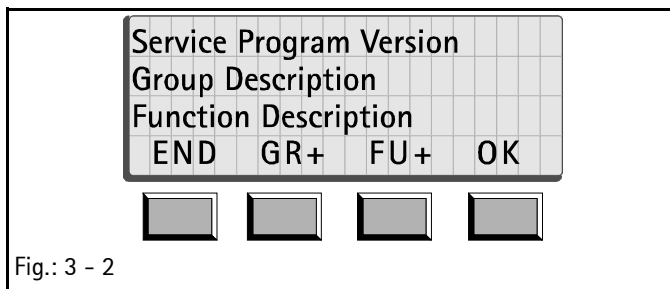 Service Program Version
Group Description
Function Description
END GR+ FU+ OK
Fig.: 3 - 2